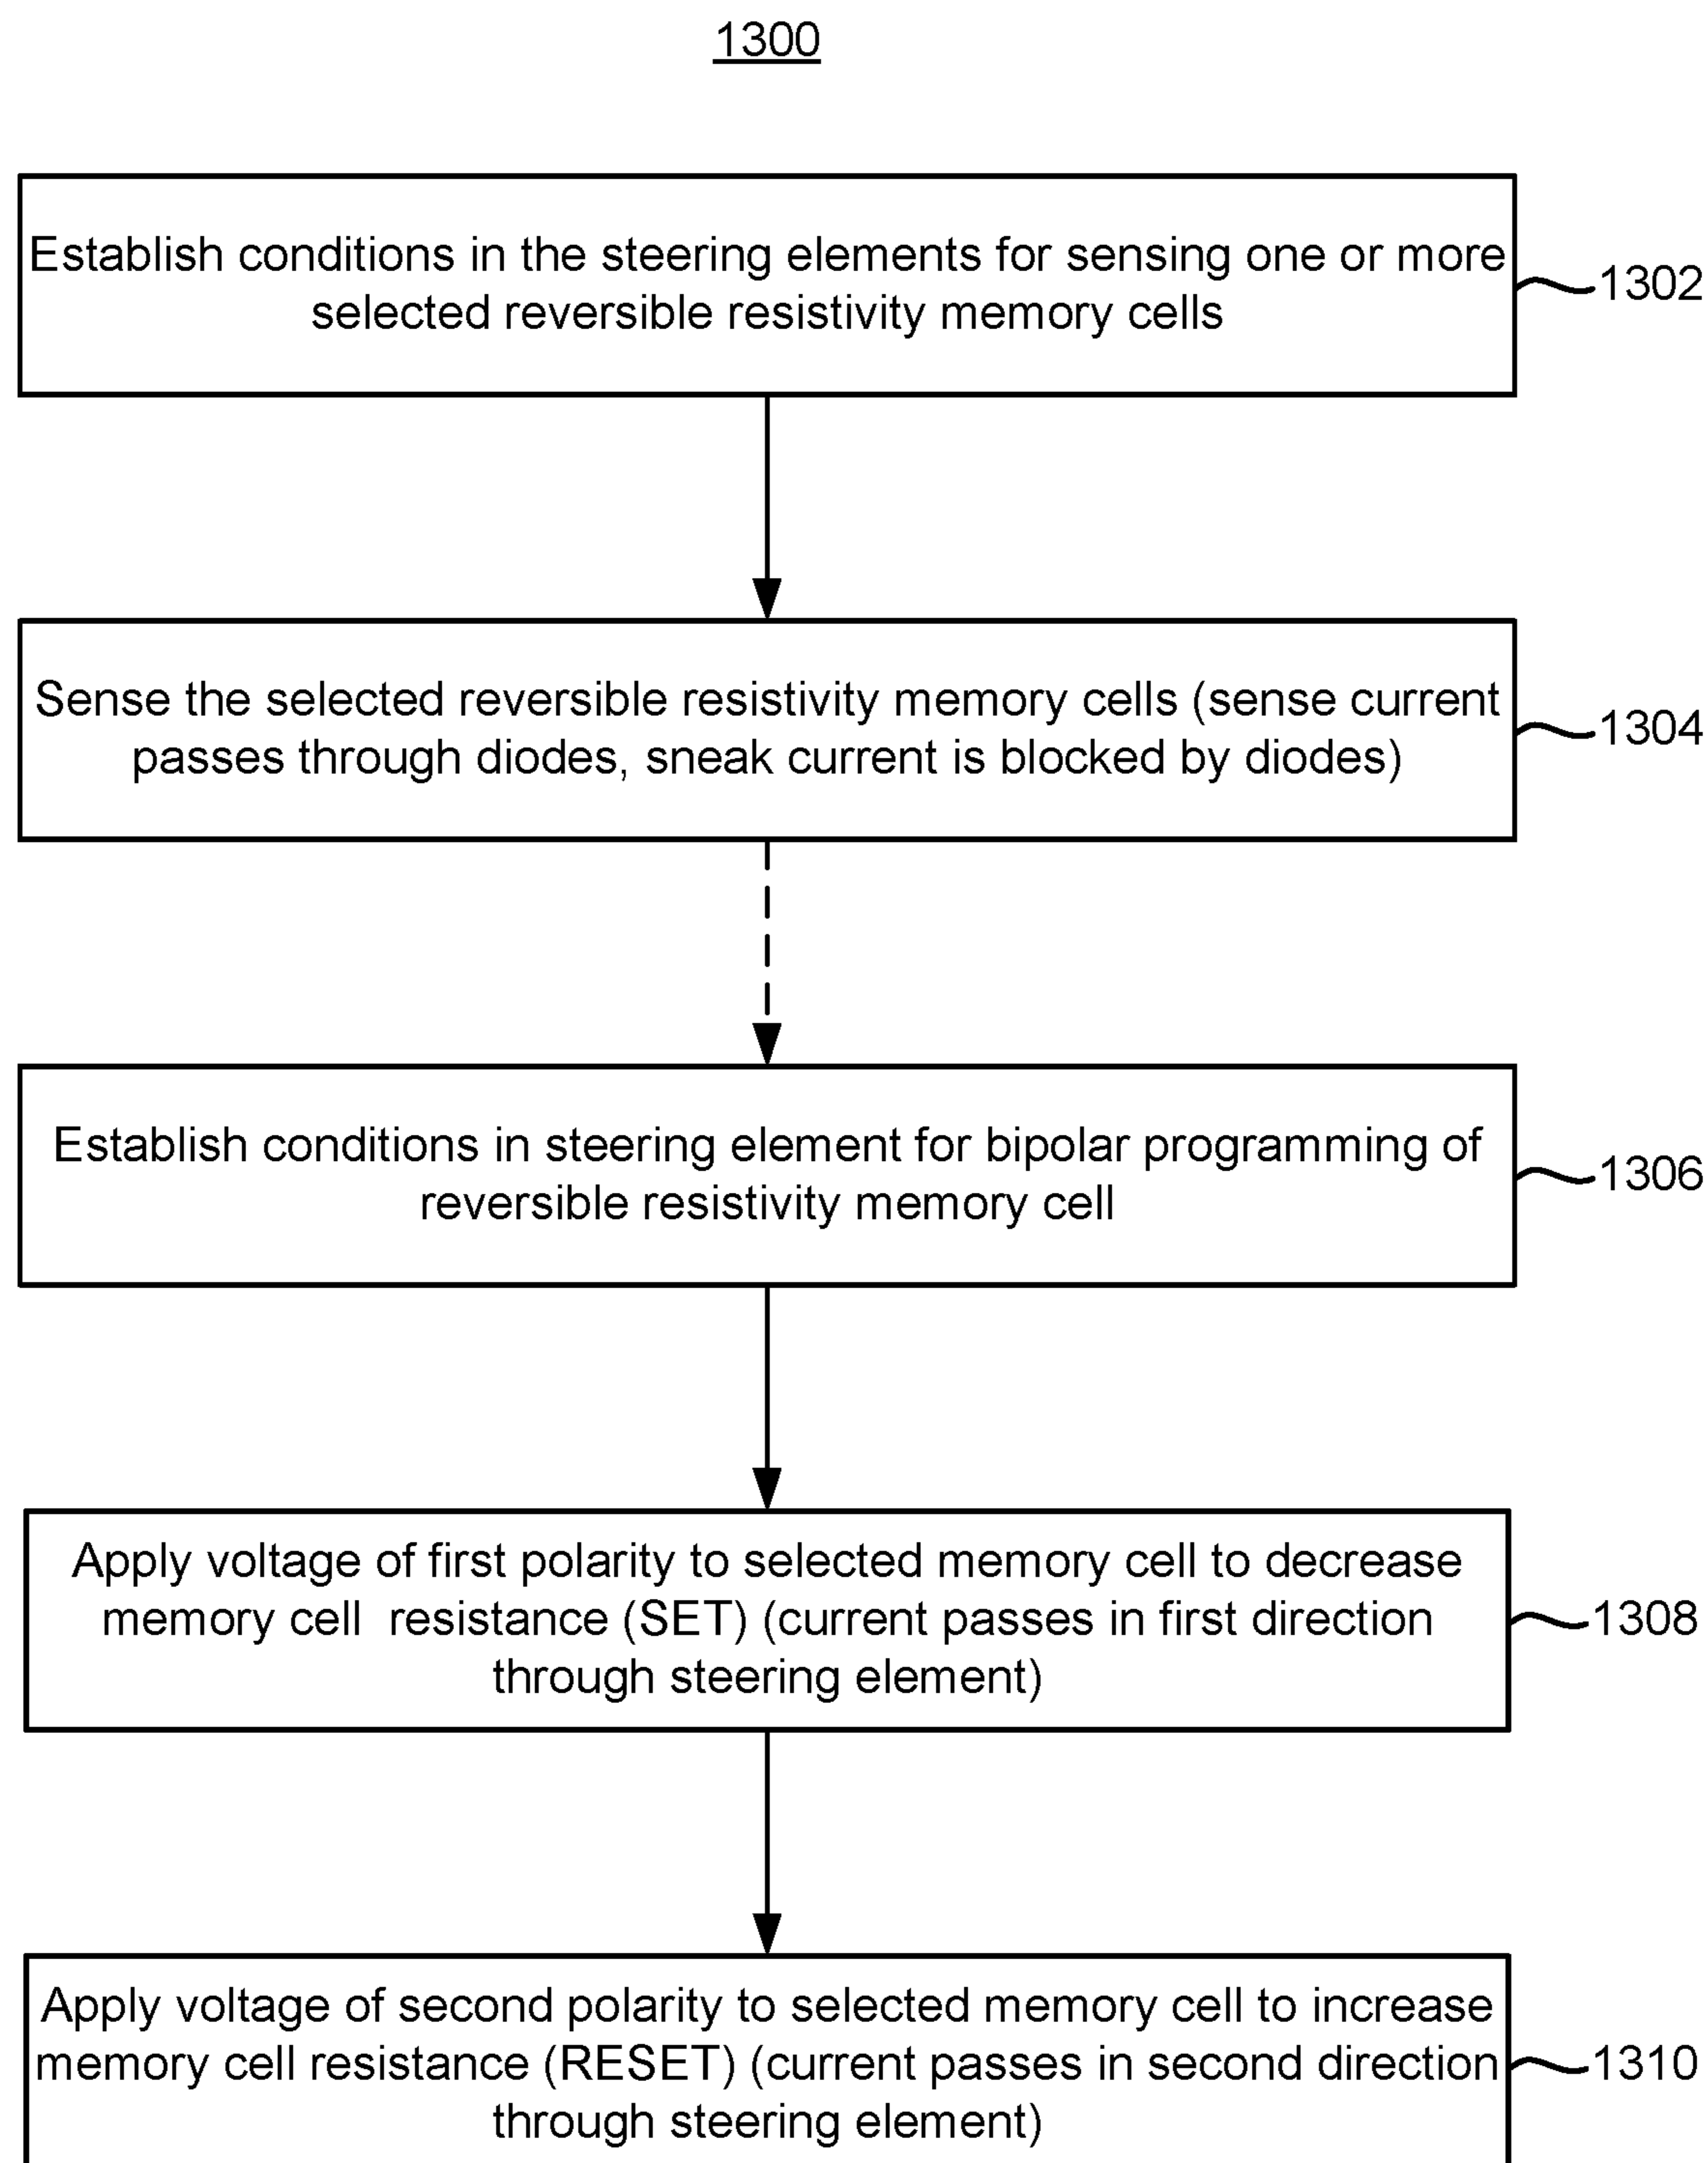 1300
Establish conditions in the steering elements for sensing one or more
selected reversible resistivity memory cells
1302
Sense the selected reversible resistivity memory cells (sense current
passes through diodes, sneak current is blocked by diodes)
1304
Establish conditions in steering element for bipolar programming of
reversible resistivity memory cell
1306
Apply voltage of first polarity to selected memory cell to decrease
memory cell resistance (SET) (current passes in first direction
through steering element)
1308
Apply voltage of second polarity to selected memory cell to increase
memory cell resistance (RESET) (current passes in second direction
through steering element)
1310